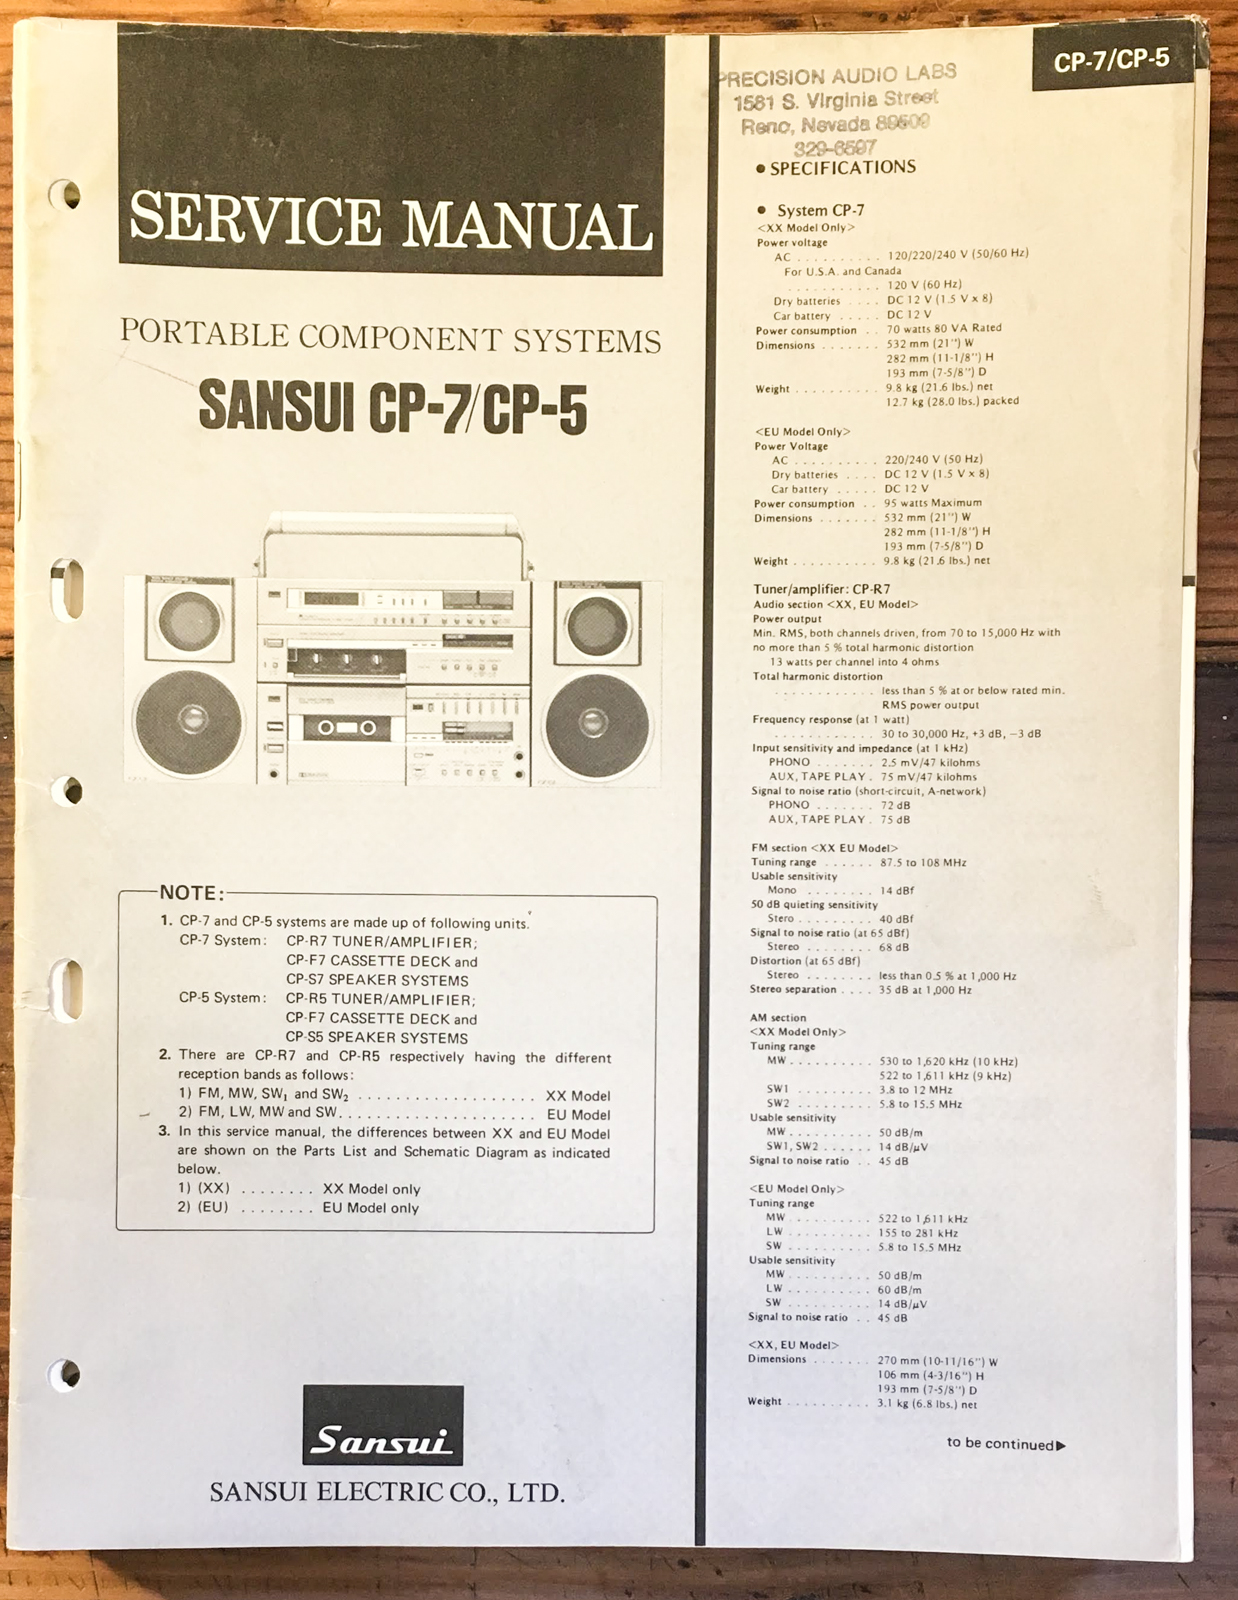 SERVICE MANUAL
PORTABLE COMPONENT SYSTEMS
SANSUI CP-7/CP-5
NOTE:
1. CP-7 and CP-5 systems are made up of following units.
CP-7 System: CP-R7 TUNER/AMPLIFIER;
CP-F7 CASSETTE DECK and
CP-S7 SPEAKER SYSTEMS
CP-5 System: CP-R5 TUNER/AMPLIFIER;
CP-F7 CASSETTE DECK and
CP-S5 SPEAKER SYSTEMS
2. There are CP-R7 and CP-R5 respectively having the different
reception bands as follows:
1) FM, MW, SW₁ and SW₂ . . . . . . . . . . . . . . . . . . . XX Model
2) FM, LW, MW and SW. . . . . . . . . . . . . . . . . . . . . EU Model
3. In this service manual, the differences between XX and EU Model
are shown on the Parts List and Schematic Diagram as indicated
below.
1) (XX) . . . . . . . . XX Model only
2) (EU) . . . . . . . . EU Model only
Sansui
SANSUI ELECTRIC CO., LTD.
CP-7/CP-5
PRECISION AUDIO LABS
1581 S. Virginia Street
Reno, Nevada 89509
329-6597
● SPECIFICATIONS
● System CP-7
<XX Model Only>
Power voltage
AC . . . . . . . . . . 120/220/240 V (50/60 Hz)
For U.S.A. and Canada
. . . . . . . . . . . 120 V (60 Hz)
Dry batteries . . . . DC 12 V (1.5 V x 8)
Car battery . . . . . DC 12 V
Power consumption . . 70 watts 80 VA Rated
Dimensions . . . . . . . 532 mm (21'') W
282 mm (11-1/8'') H
193 mm (7-5/8'') D
Weight . . . . . . . . . . 9.8 kg (21.6 lbs.) net
12.7 kg (28.0 lbs.) packed
<EU Model Only>
Power Voltage
AC . . . . . . . . . . 220/240 V (50 Hz)
Dry batteries . . . . DC 12 V (1.5 V x 8)
Car battery . . . . . DC 12 V
Power consumption . . 95 watts Maximum
Dimensions . . . . . . . 532 mm (21'') W
282 mm (11-1/8'') H
193 mm (7-5/8'') D
Weight . . . . . . . . . . 9.8 kg (21.6 lbs.) net
Tuner/amplifier: CP-R7
Audio section <XX, EU Model>
Power output
Min. RMS, both channels driven, from 70 to 15,000 Hz with
no more than 5 % total harmonic distortion
13 watts per channel into 4 ohms
Total harmonic distortion
. . . . . . . . . . . . less than 5 % at or below rated min.
RMS power output
Frequency response (at 1 watt)
. . . . . . . . . . . . 30 to 30,000 Hz, +3 dB, −3 dB
Input sensitivity and impedance (at 1 kHz)
PHONO . . . . . . . 2.5 mV/47 kilohms
AUX, TAPE PLAY . 75 mV/47 kilohms
Signal to noise ratio (short-circuit, A-network)
PHONO . . . . . . . 72 dB
AUX, TAPE PLAY . 75 dB
FM section <XX EU Model>
Tuning range . . . . . . 87.5 to 108 MHz
Usable sensitivity
Mono . . . . . . . . 14 dBf
50 dB quieting sensitivity
Stero . . . . . . . . . 40 dBf
Signal to noise ratio (at 65 dBf)
Stereo . . . . . . . . 68 dB
Distortion (at 65 dBf)
Stereo . . . . . . . . less than 0.5 % at 1,000 Hz
Stereo separation . . . . 35 dB at 1,000 Hz
AM section
<XX Model Only>
Tuning range
MW . . . . . . . . . . 530 to 1,620 kHz (10 kHz)
522 to 1,611 kHz (9 kHz)
SW1 . . . . . . . . . 3.8 to 12 MHz
SW2 . . . . . . . . . 5.8 to 15.5 MHz
Usable sensitivity
MW . . . . . . . . . . 50 dB/m
SW1, SW2 . . . . . . 14 dB/μV
Signal to noise ratio . . 45 dB
<EU Model Only>
Tuning range
MW . . . . . . . . . . 522 to 1,611 kHz
LW . . . . . . . . . . 155 to 281 kHz
SW . . . . . . . . . . 5.8 to 15.5 MHz
Usable sensitivity
MW . . . . . . . . . . 50 dB/m
LW . . . . . . . . . . 60 dB/m
SW . . . . . . . . . . 14 dB/μV
Signal to noise ratio . . 45 dB
<XX, EU Model>
Dimensions . . . . . . . 270 mm (10-11/16'') W
106 mm (4-3/16'') H
193 mm (7-5/8'') D
Weight . . . . . . . . . . 3.1 kg (6.8 lbs.) net
to be continued▶